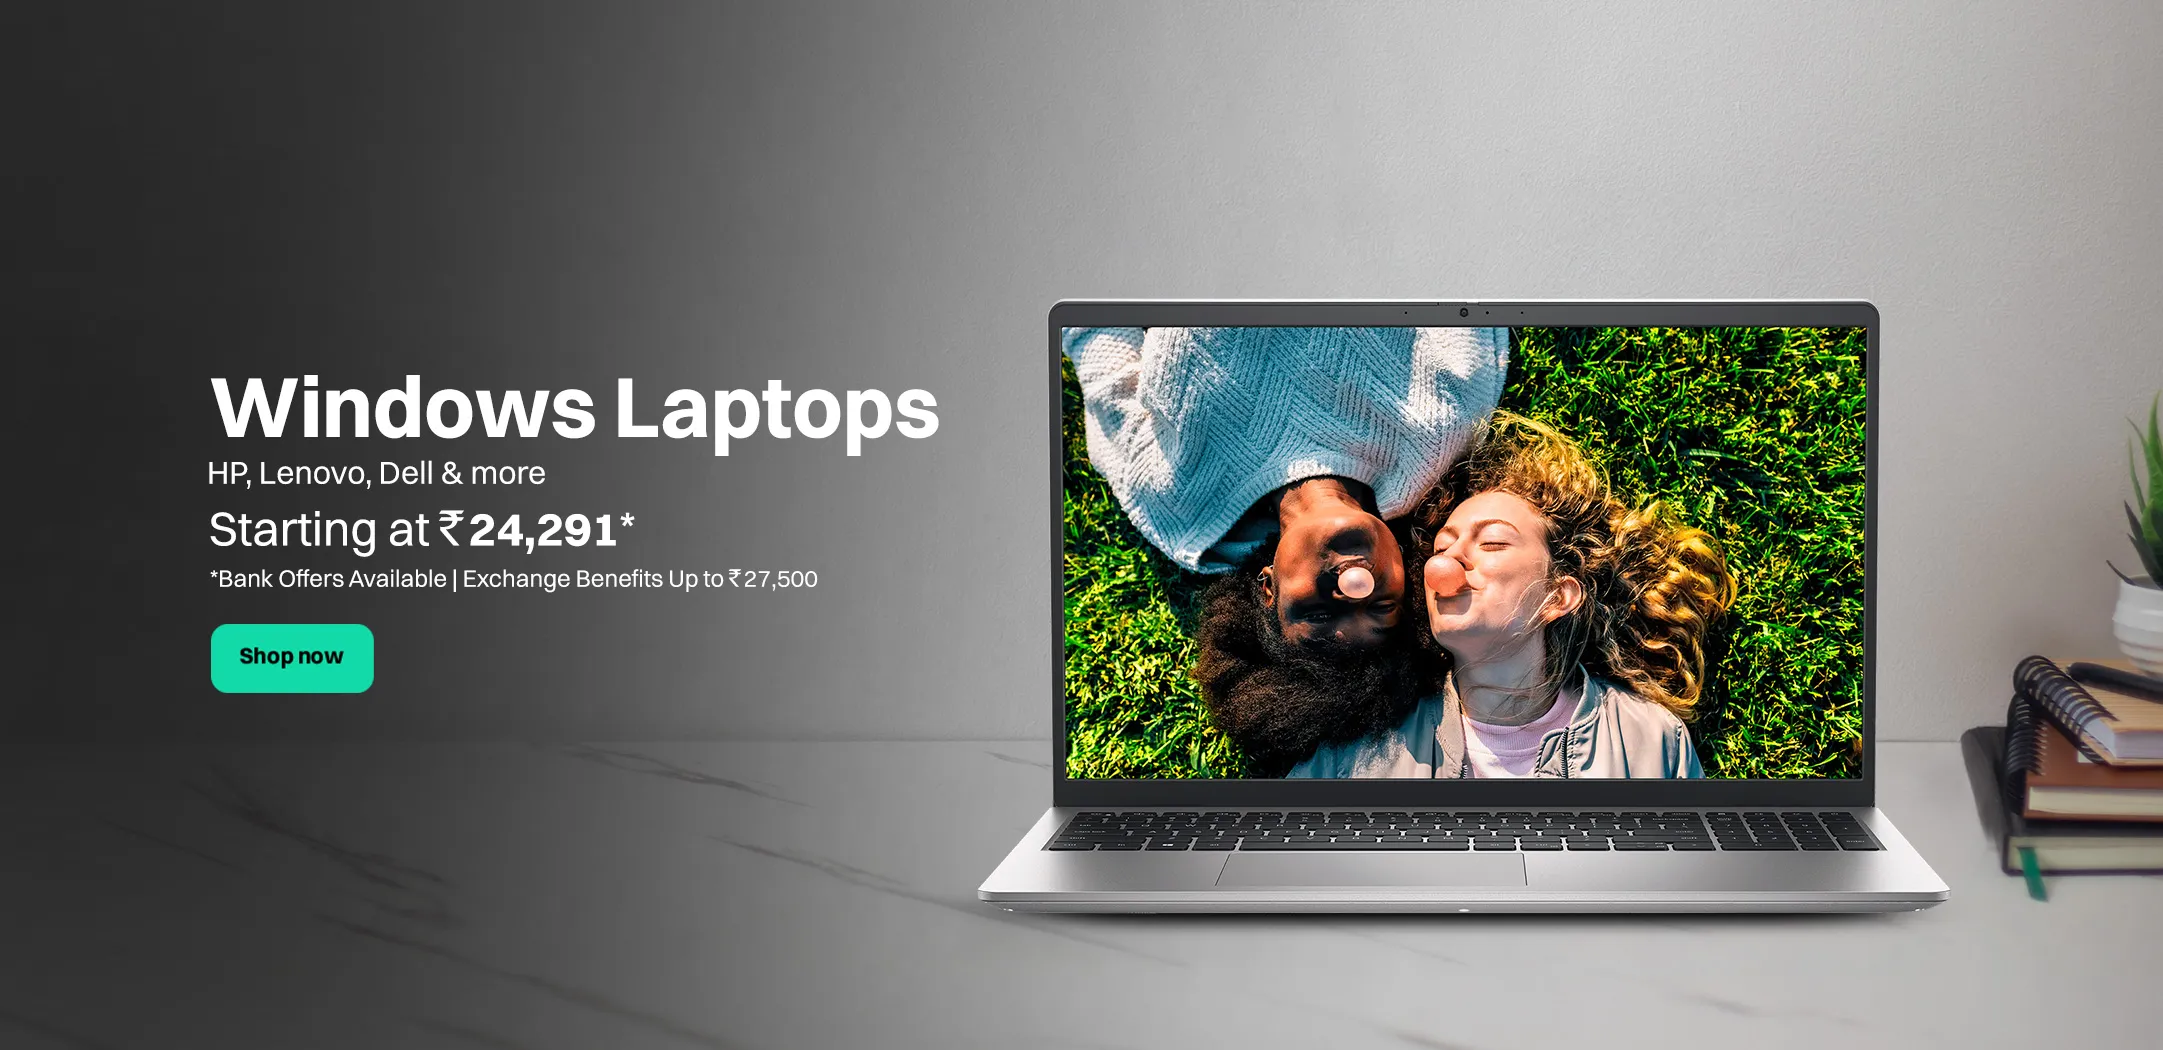 Windows Laptops
HP, Lenovo, Dell & more
Starting at ₹24,291*
*Bank Offers Available | Exchange Benefits Up to ₹27,500
Shop now